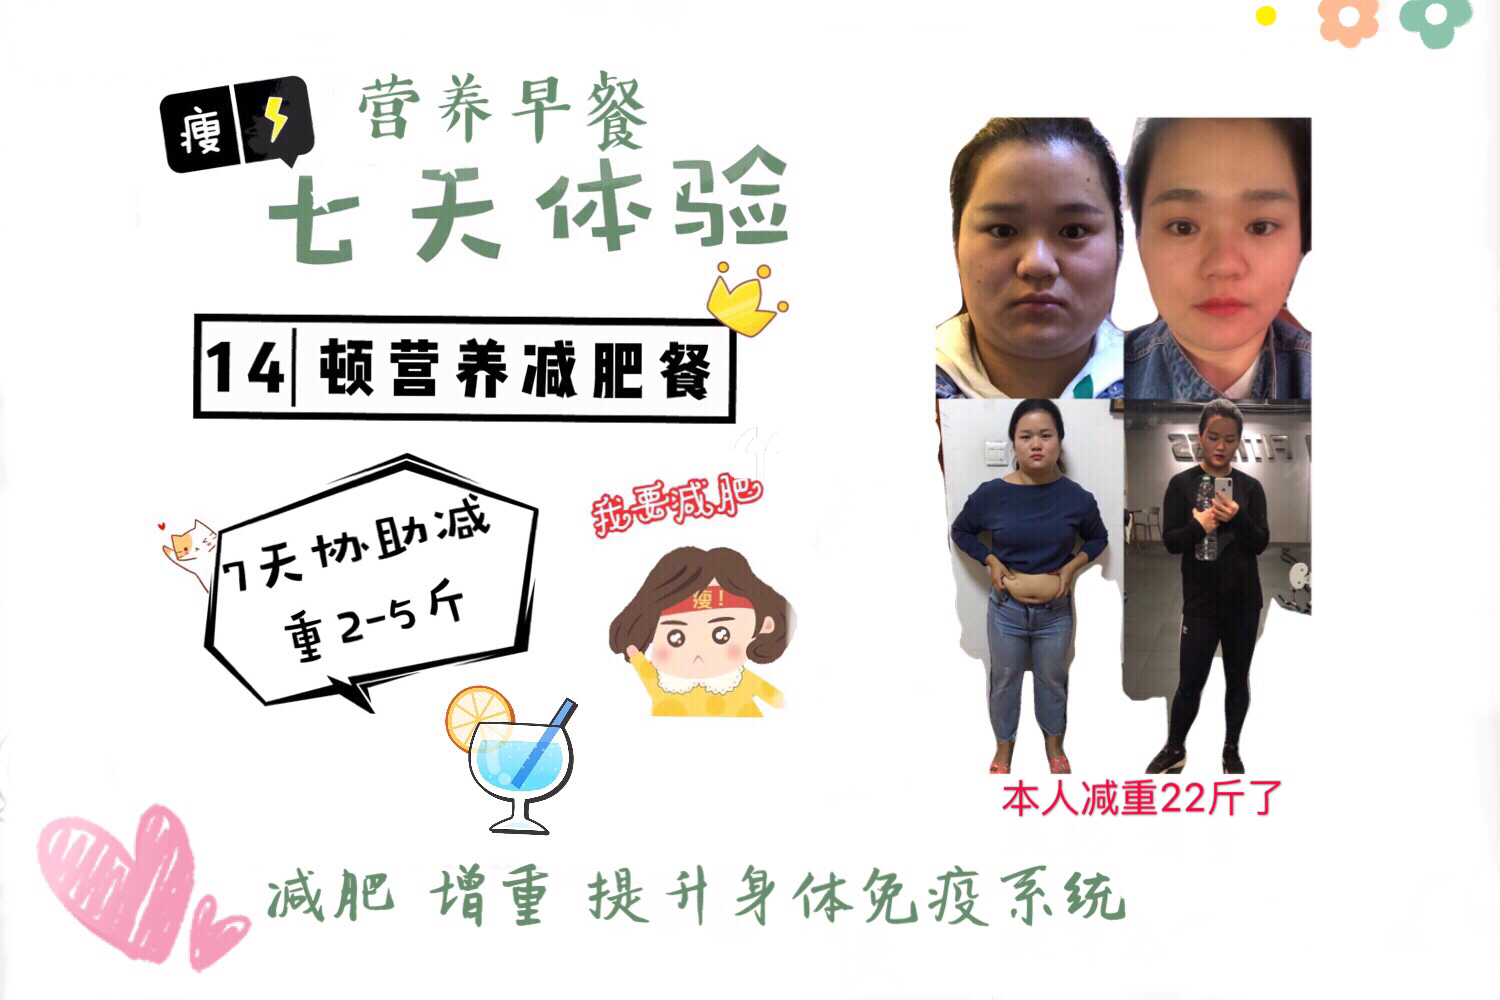 瘦
营养早餐
七天体验
14 顿营养减肥餐
7天协助减
重2-5斤
我要减肥
瘦!
本人减重22斤了
减肥 增重 提升身体免疫系统